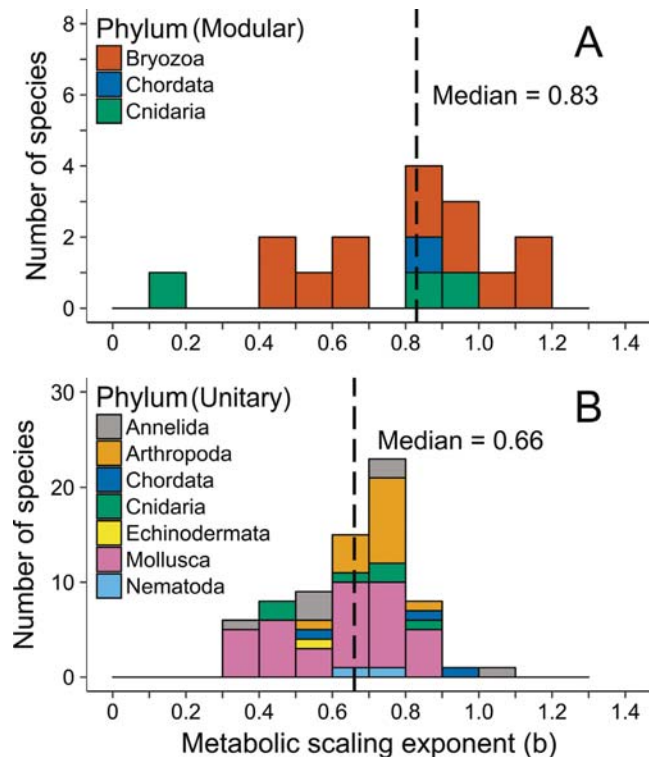 Phylum (Modular)
A
Bryozoa
Chordata
Cnidaria
Median = 0.83
Number of species
8
6
4
2
0
0 0.2 0.4 0.6 0.8 1.0 1.2 1.4
Phylum (Unitary)
B
Annelida
Arthropoda
Chordata
Cnidaria
Echinodermata
Mollusca
Nematoda
Median = 0.66
Number of species
30
20
10
0
0 0.2 0.4 0.6 0.8 1.0 1.2 1.4
Metabolic scaling exponent (b)